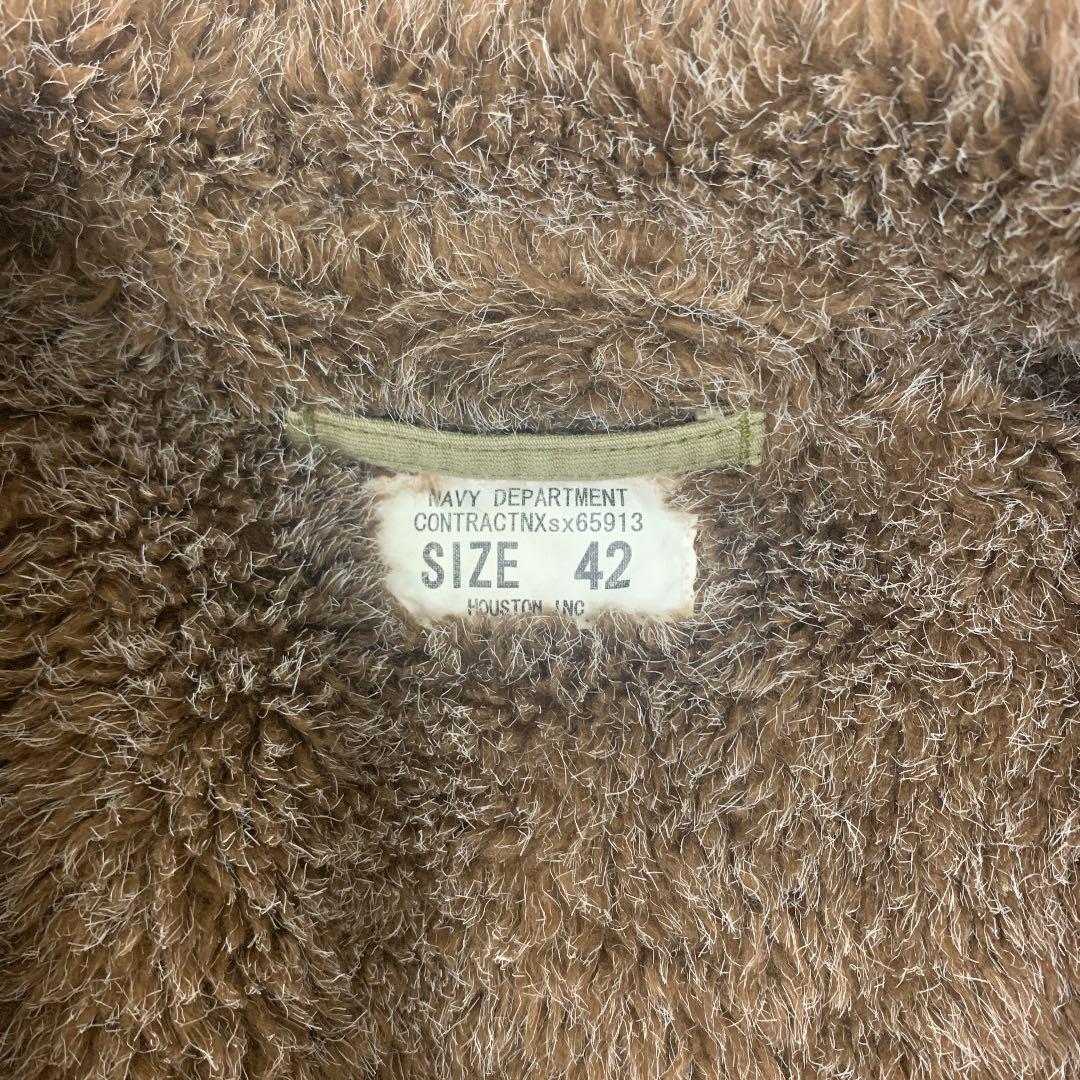 NAVY DEPARTMENT
CONTRACTNXsx65913
SIZE 42
HOUSTON INC